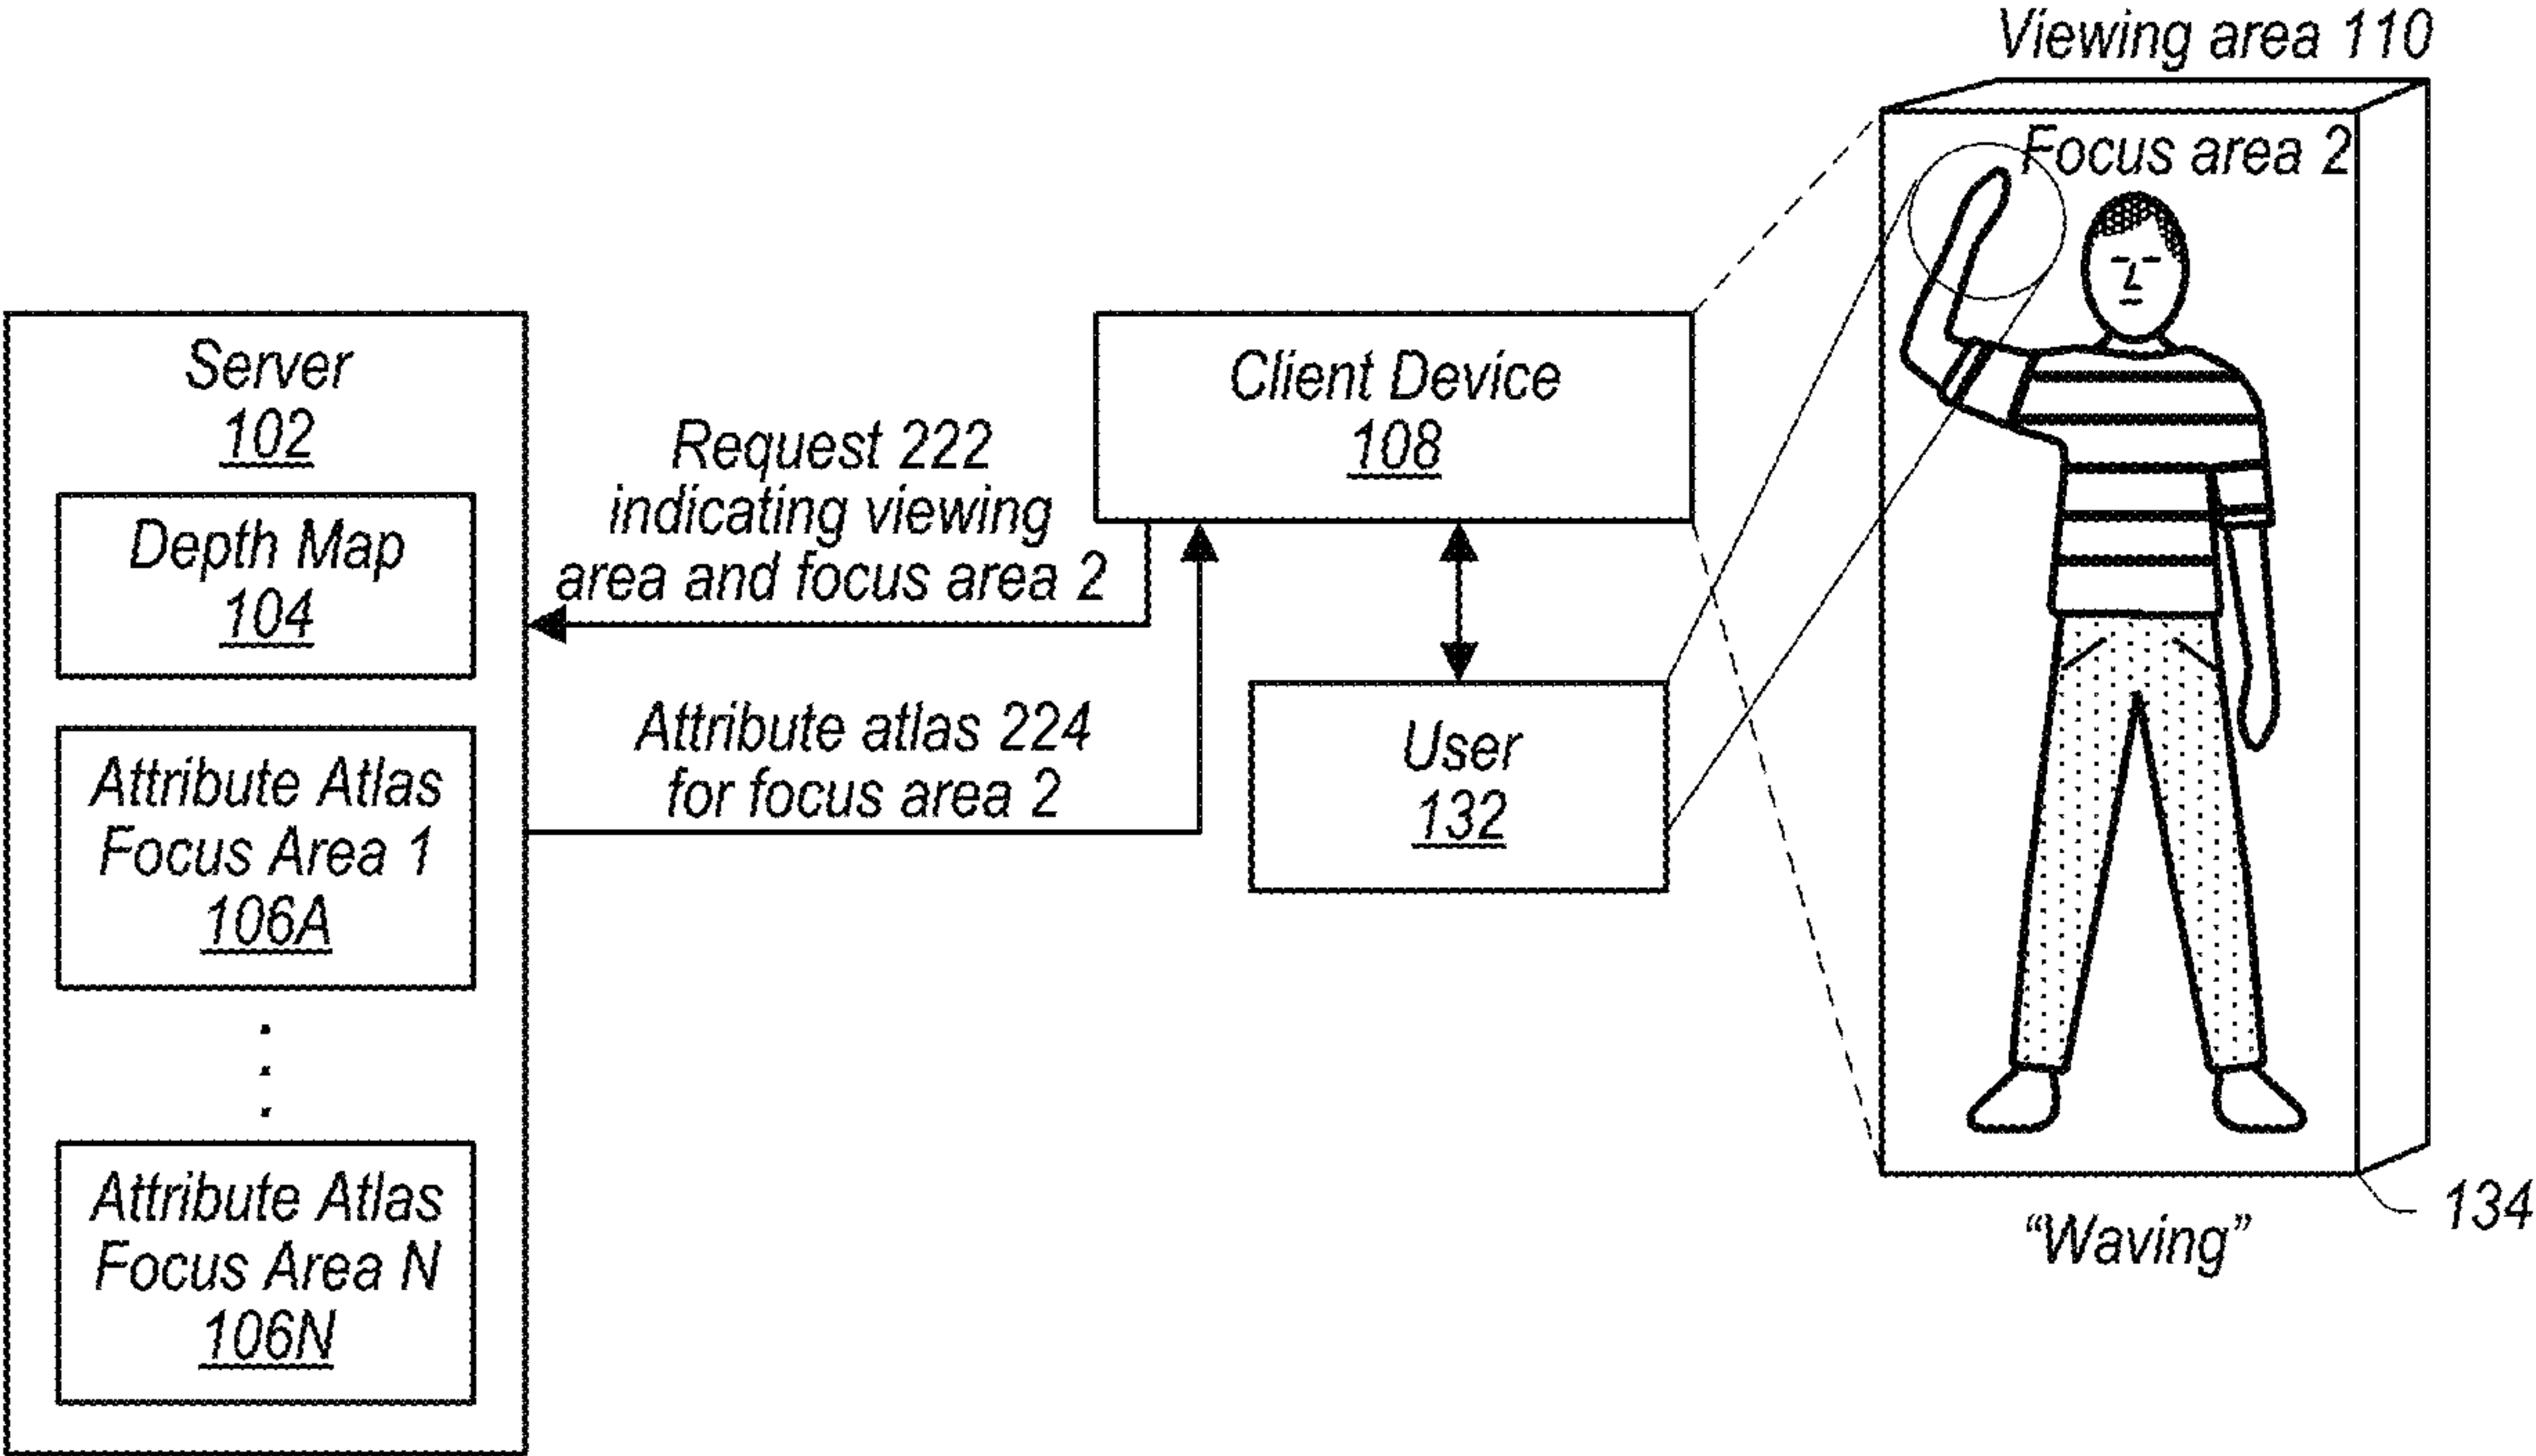 Viewing area 110
Focus area 2
Server
102
Depth Map
104
Attribute Atlas
Focus Area 1
106A
Attribute Atlas
Focus Area N
106N
Request 222
indicating viewing
area and focus area 2
Attribute atlas 224
for focus area 2
Client Device
108
User
132
134
“Waving”